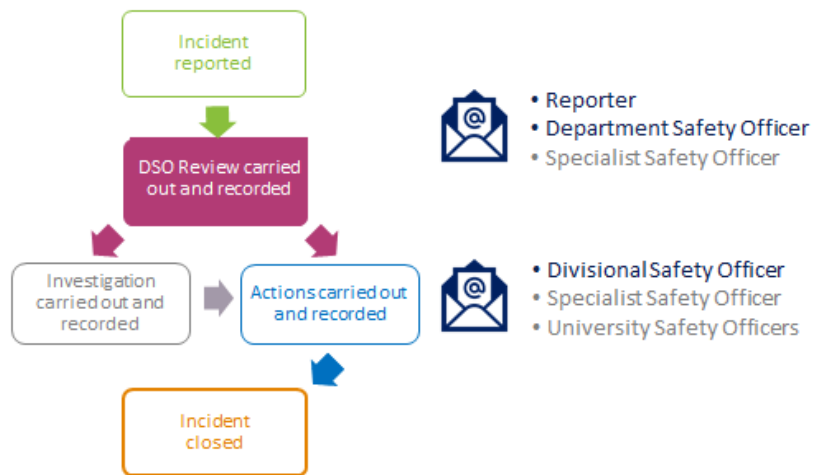 Incident
reported
• Reporter
• Department Safety Officer
• Specialist Safety Officer
DSO Review carried
out and recorded
Investigation
carried out and
recorded
Actions carried out
and recorded
• Divisional Safety Officer
• Specialist Safety Officer
• University Safety Officers
Incident
closed